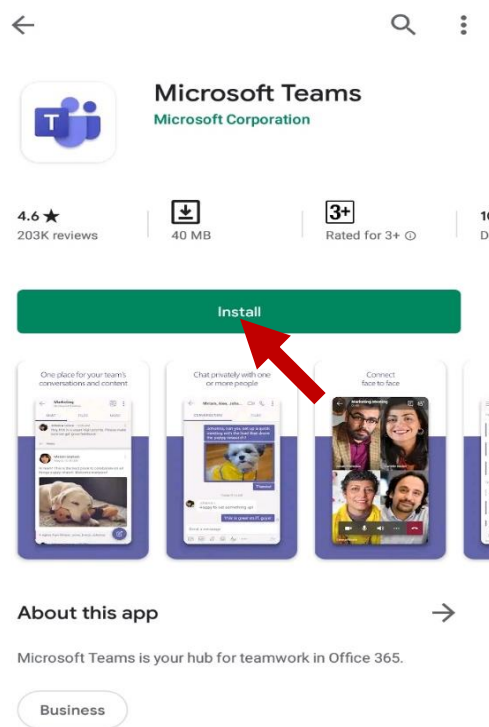 Microsoft Teams
Microsoft Corporation
T
4.6 ★
203K reviews
40 MB
3+
Rated for 3+
Install
One place for your team's
conversations and content
Chat privately with one
or more people
Connect
face to face
About this app
Microsoft Teams is your hub for teamwork in Office 365.
Business